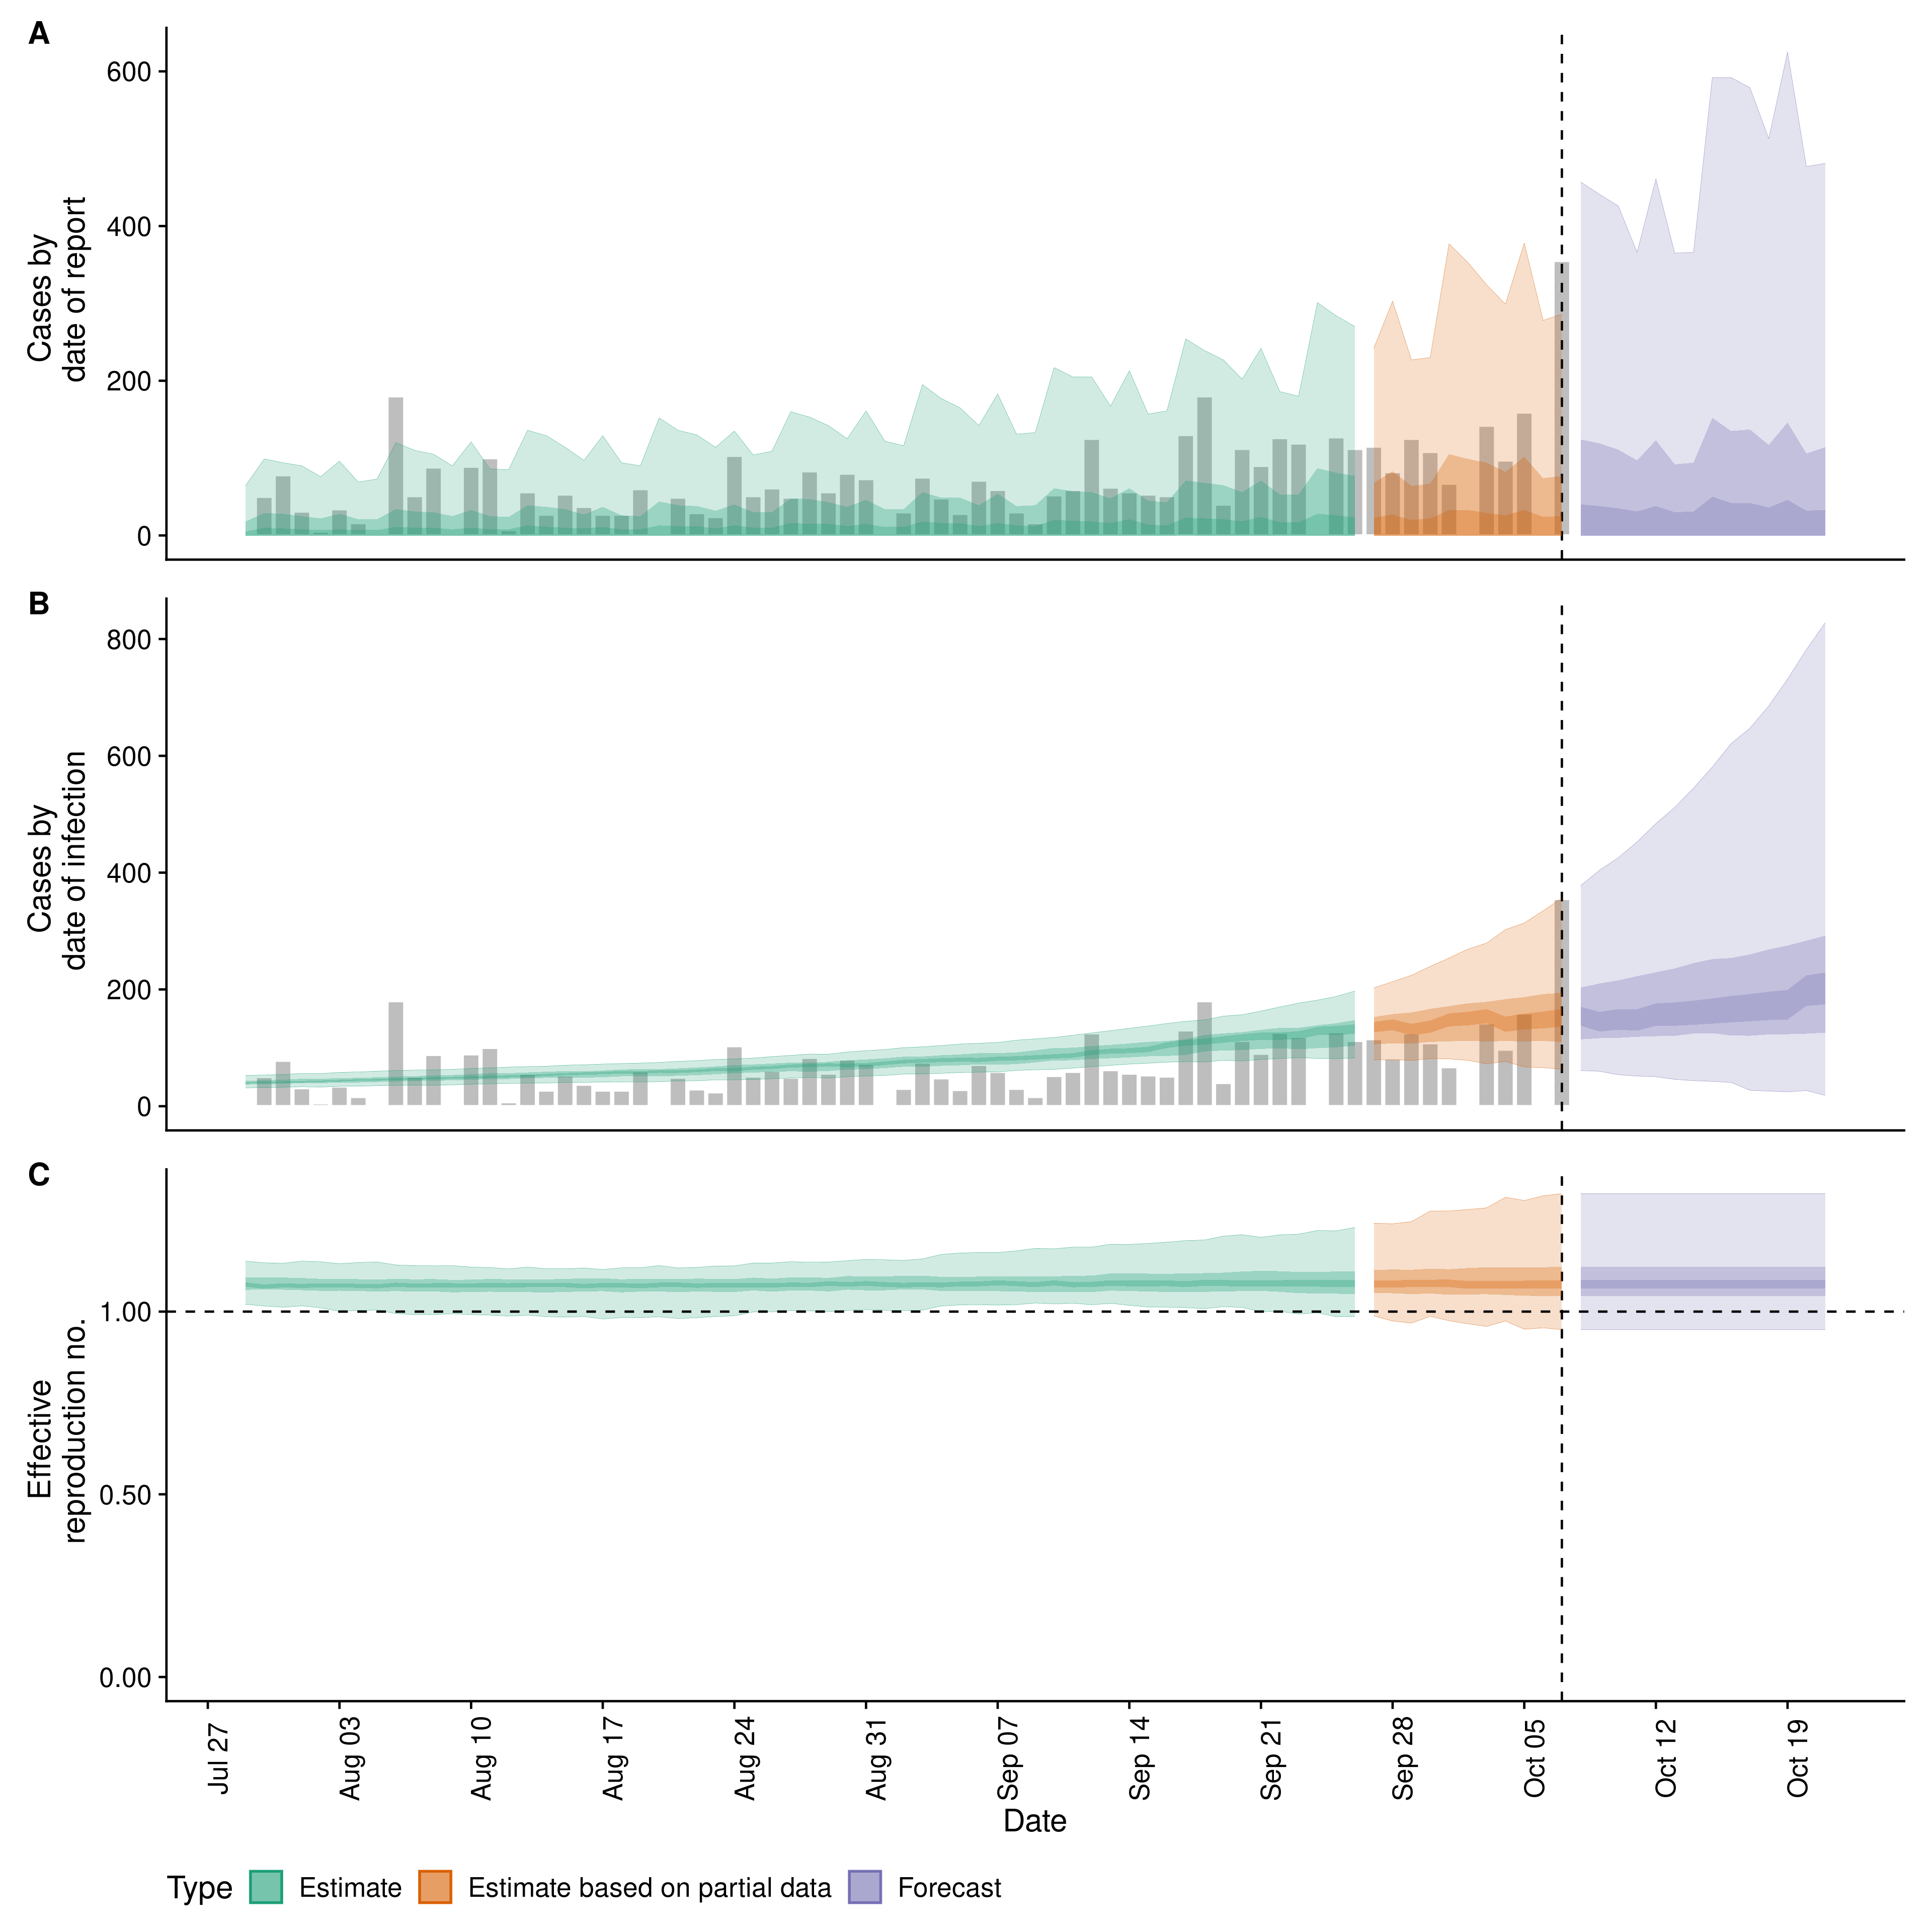 A
Cases by
date of report
600
400
200
0
B
Cases by
date of infection
800
600
400
200
0
C
Effective
reproduction no.
1.00
0.50
0.00
Jul 27
Aug 03
Aug 10
Aug 17
Aug 24
Aug 31
Sep 07
Sep 14
Sep 21
Sep 28
Oct 05
Oct 12
Oct 19
Date
Type Estimate Estimate based on partial data Forecast